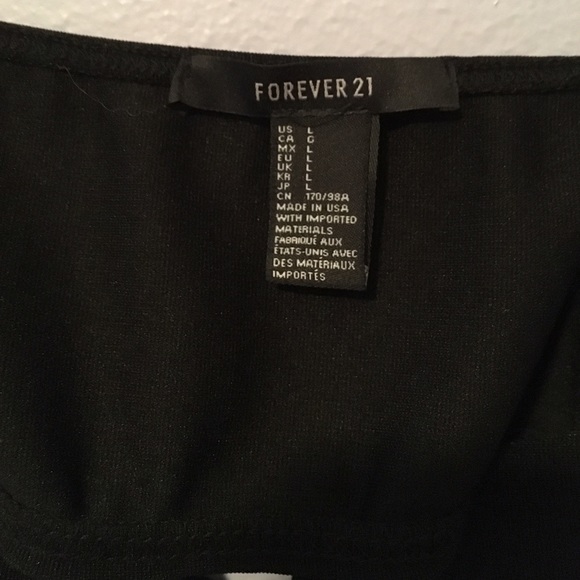 FOREVER 21
US L
CA G
MX L
EU L
UK L
KR L
JP L
CN 170/98A
MADE IN USA
WITH IMPORTED
MATERIALS
FABRIQUÉ AUX
ÉTATS-UNIS AVEC
DES MATÉRIAUX
IMPORTÉS